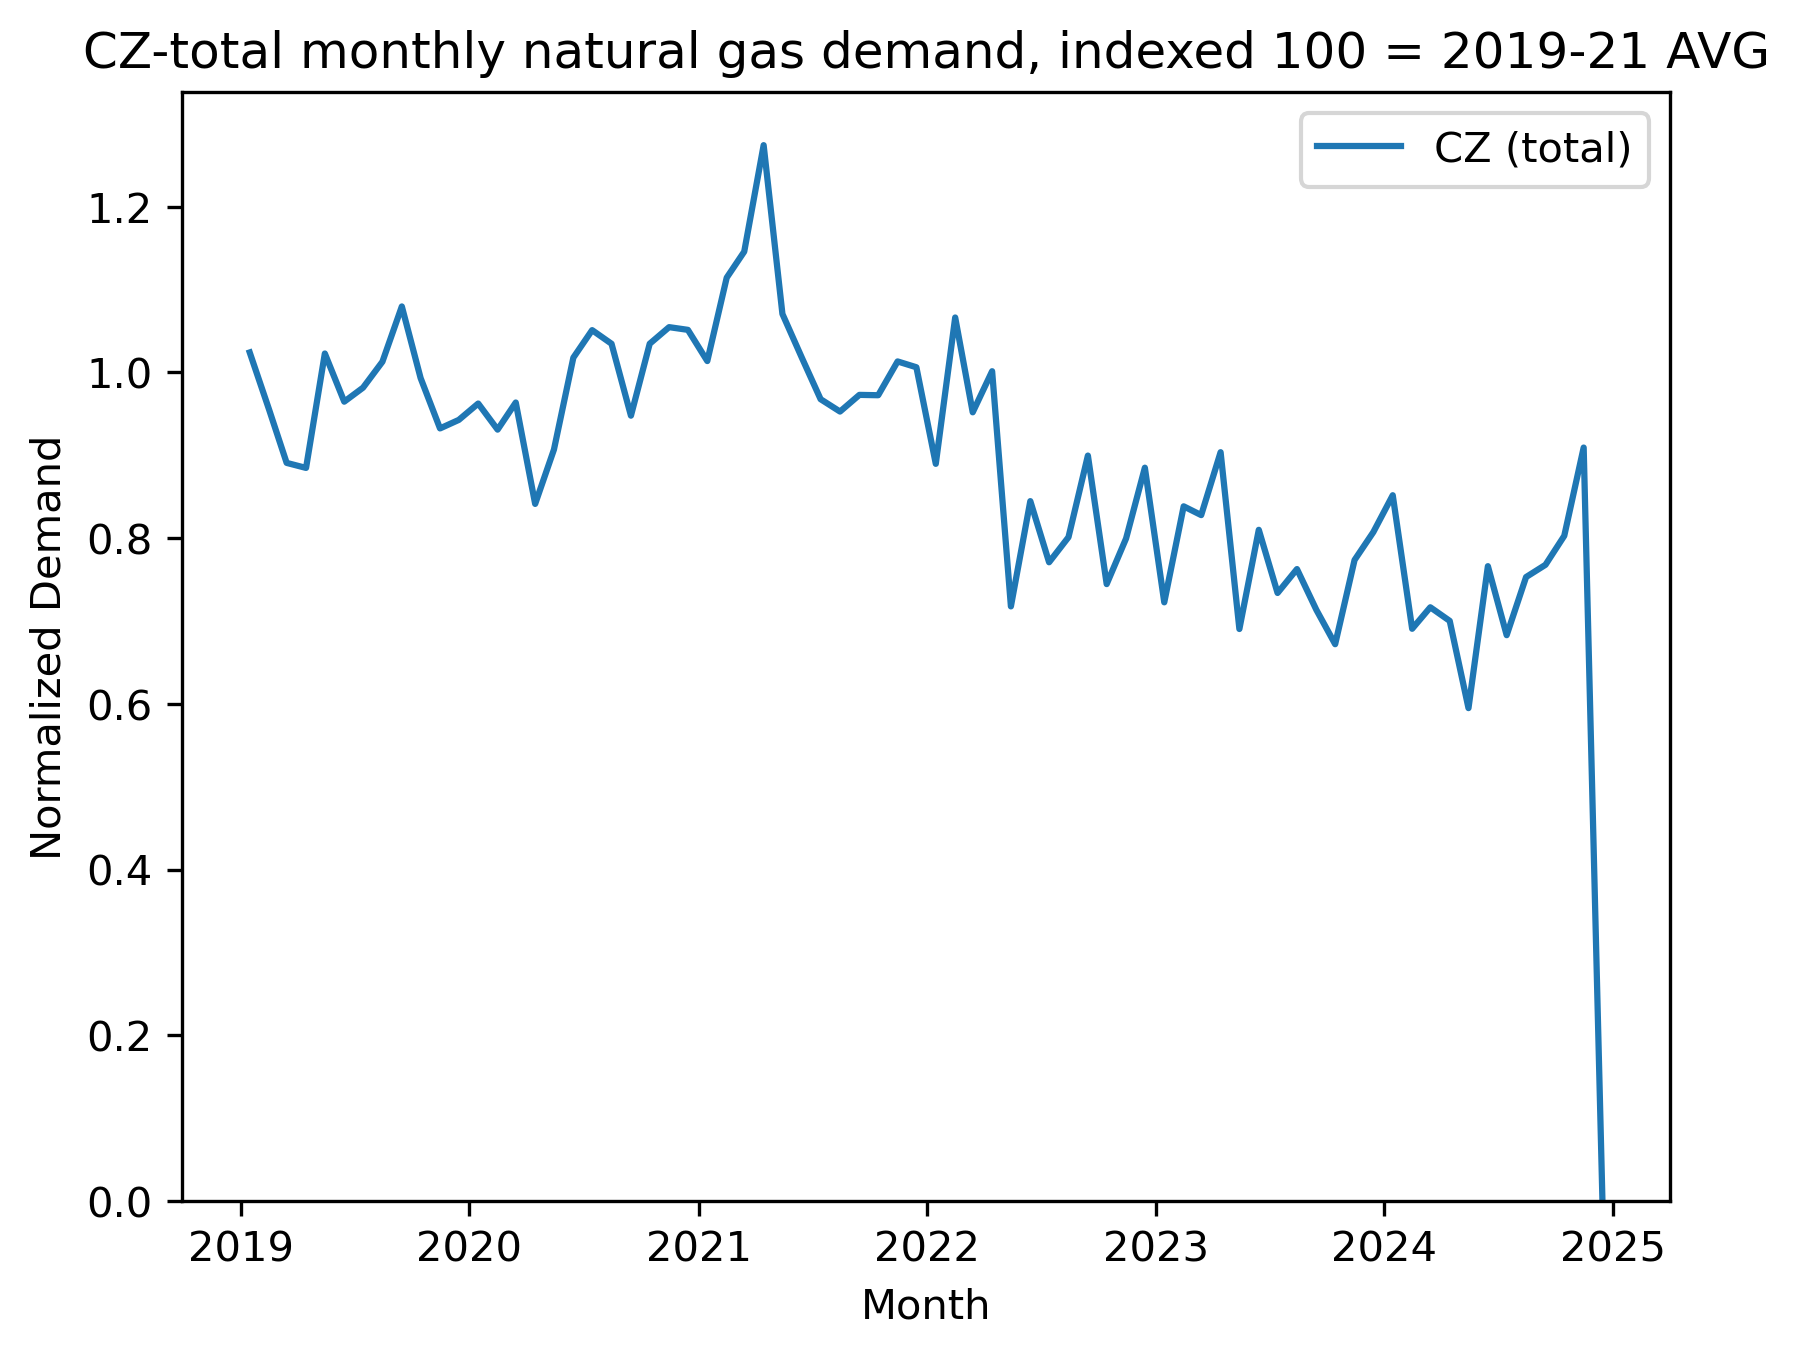 CZ-total monthly natural gas demand, indexed 100 = 2019-21 AVG
CZ (total)
Normalized Demand
1.2
1.0
0.8
0.6
0.4
0.2
0.0
2019 2020 2021 2022 2023 2024 2025
Month